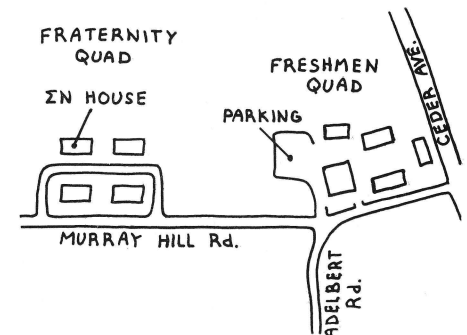 FRATERNITY
QUAD
ΣN HOUSE
FRESHMEN
QUAD
PARKING
CEDER AVE.
MURRAY HILL Rd.
ADELBERT
Rd.